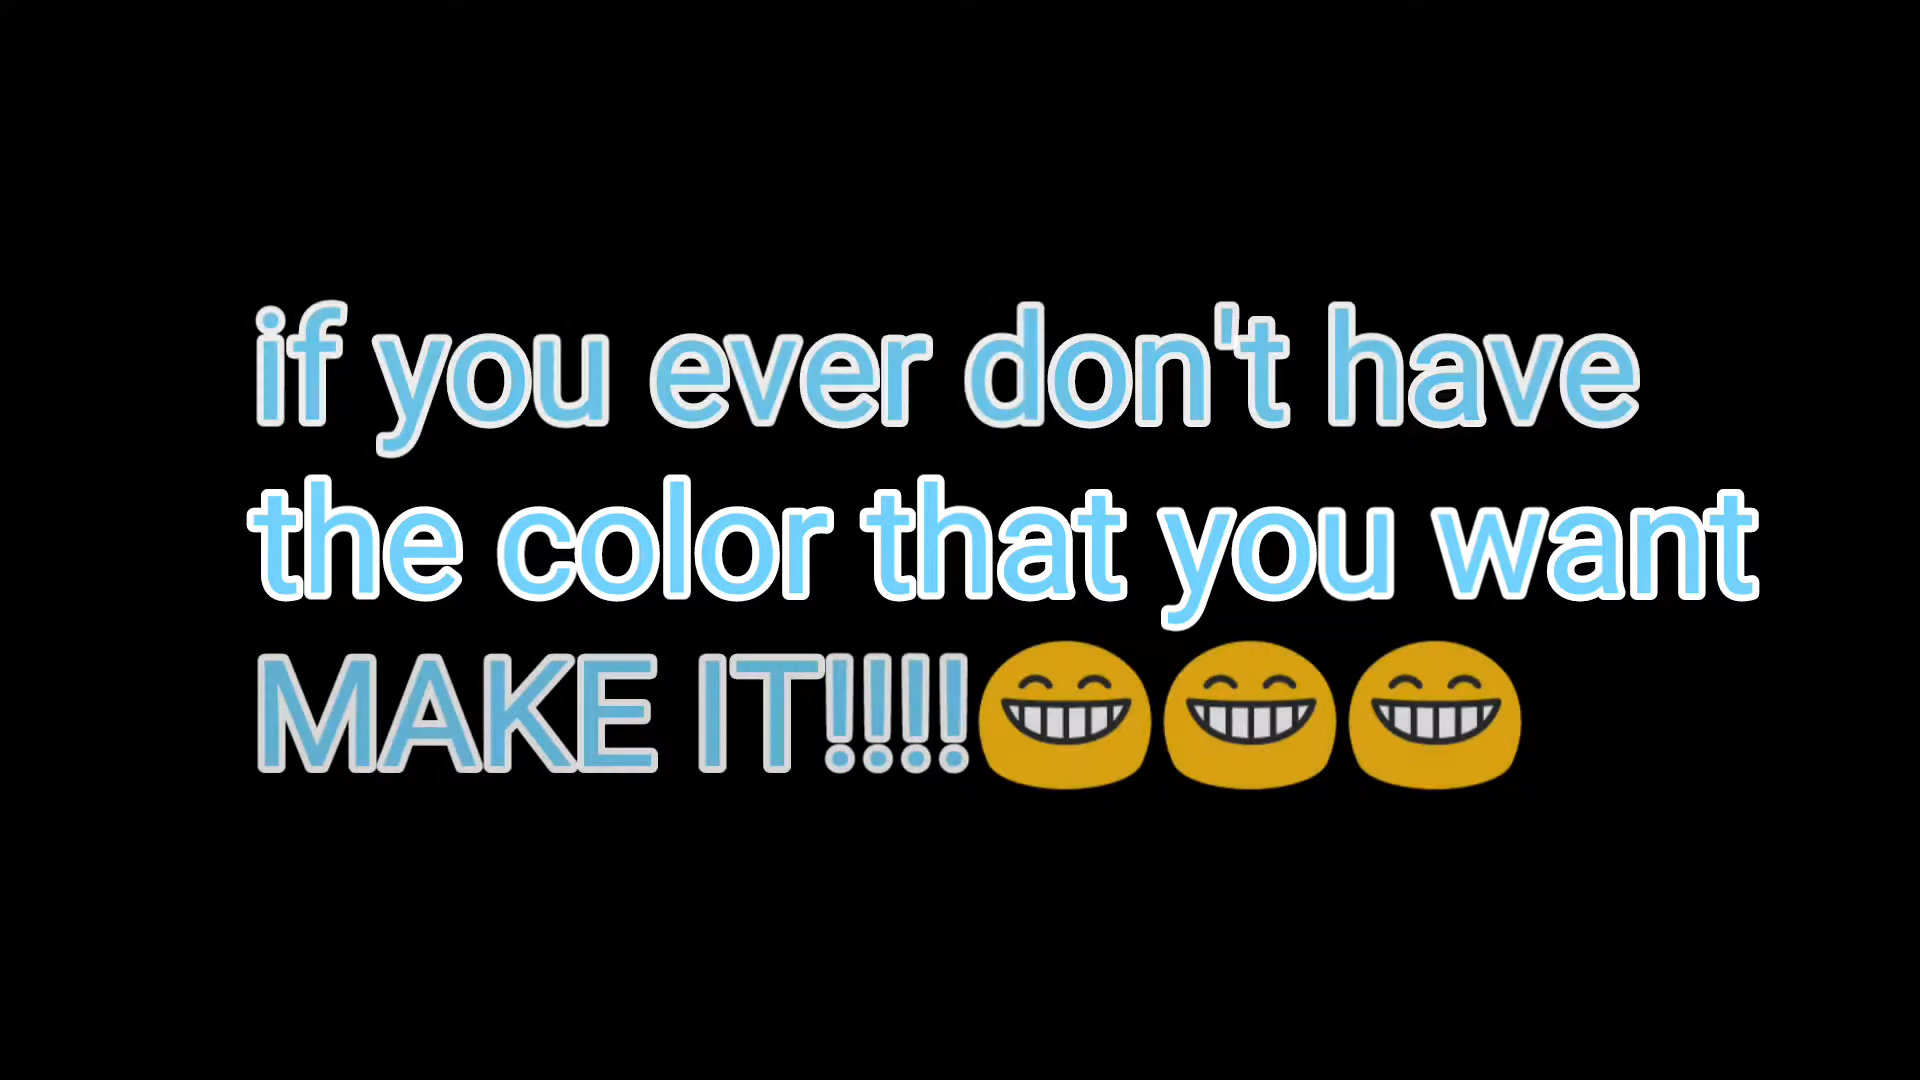 if you ever don't have
the color that you want
MAKE IT!!!!😁😁😁